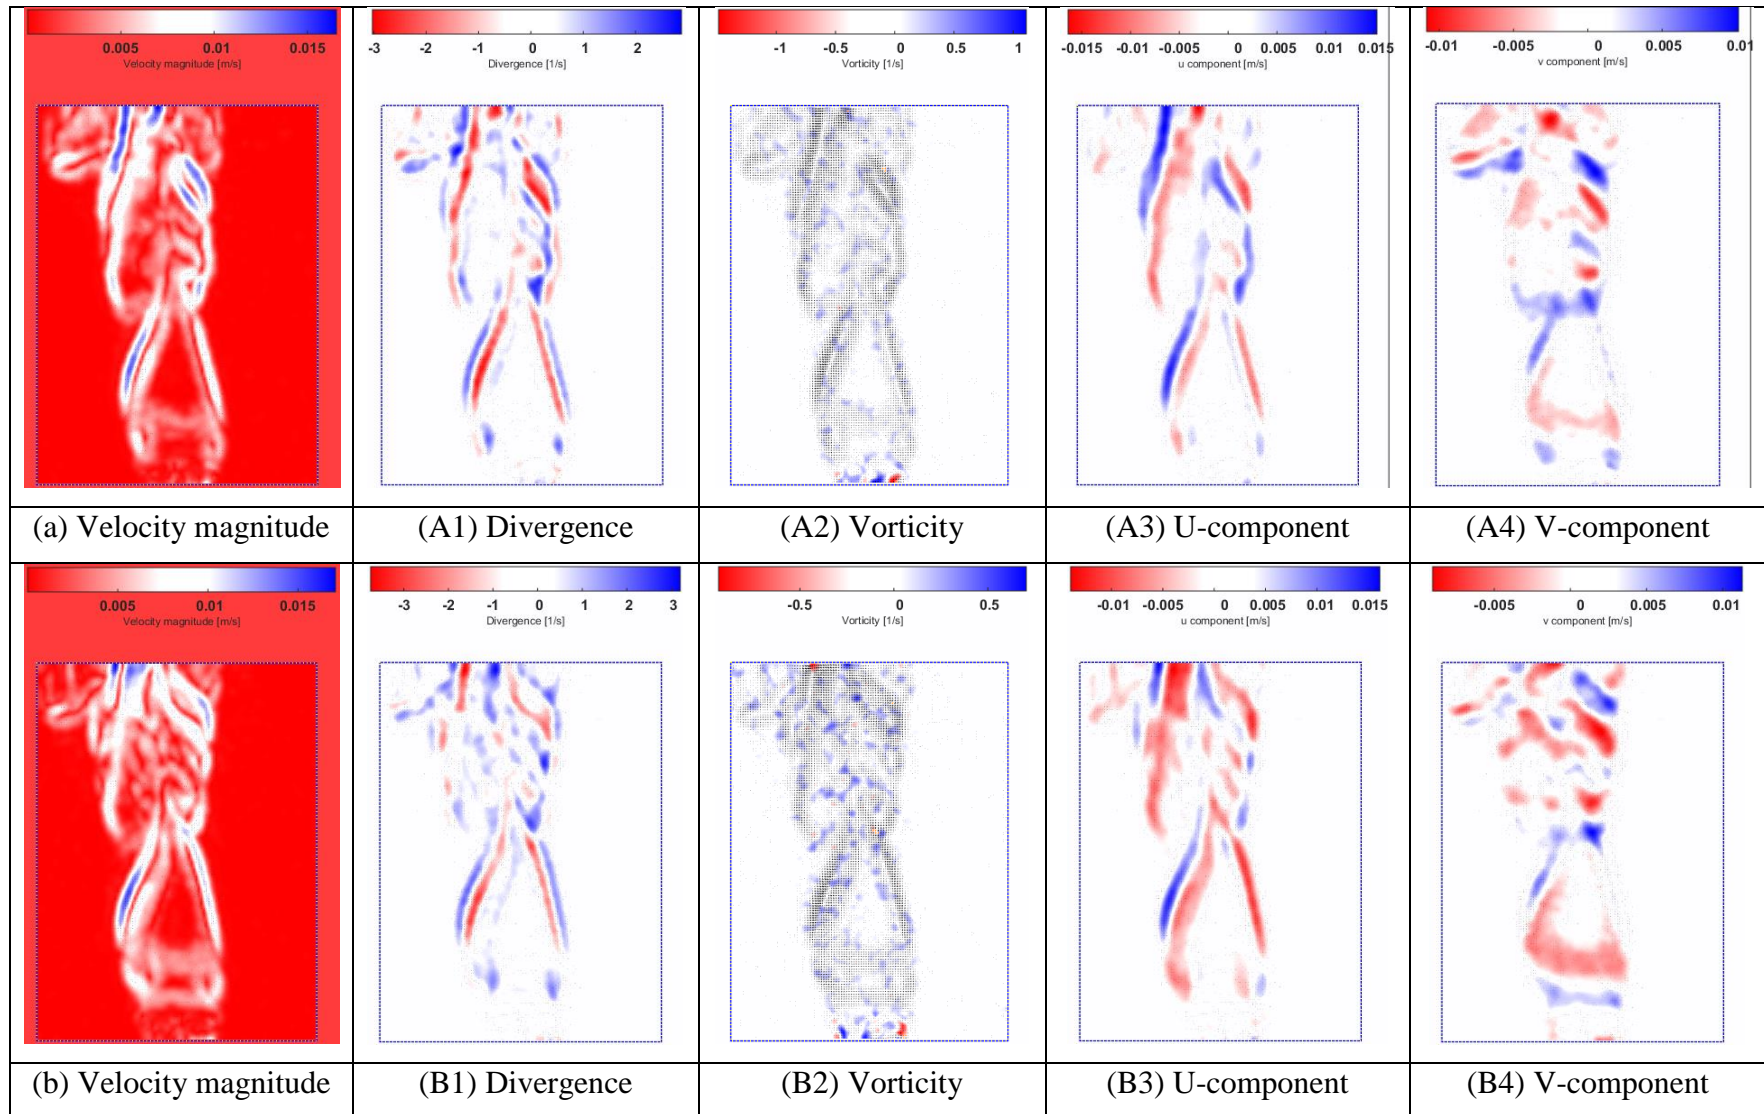 0.005 0.01 0.015
Velocity magnitude [m/s]
-3 -2 -1 0 1 2
Divergence [1/s]
-1 0 0.5 1
Vorticity [1/s]
-0.015 -0.01 -0.005 0 0.005 0.01 0.015
u component [m/s]
-0.01 -0.005 0 0.005 0.01
v component [m/s]
(a) Velocity magnitude
(A1) Divergence
(A2) Vorticity
(A3) U-component
(A4) V-component
0.005 0.01 0.015
Velocity magnitude [m/s]
-3 -2 -1 0 1 2 3
Divergence [1/s]
-0.5 0 0.5
Vorticity [1/s]
-0.01 -0.005 0 0.005 0.01 0.015
u component [m/s]
-0.005 0 0.005 0.01
v component [m/s]
(b) Velocity magnitude
(B1) Divergence
(B2) Vorticity
(B3) U-component
(B4) V-component